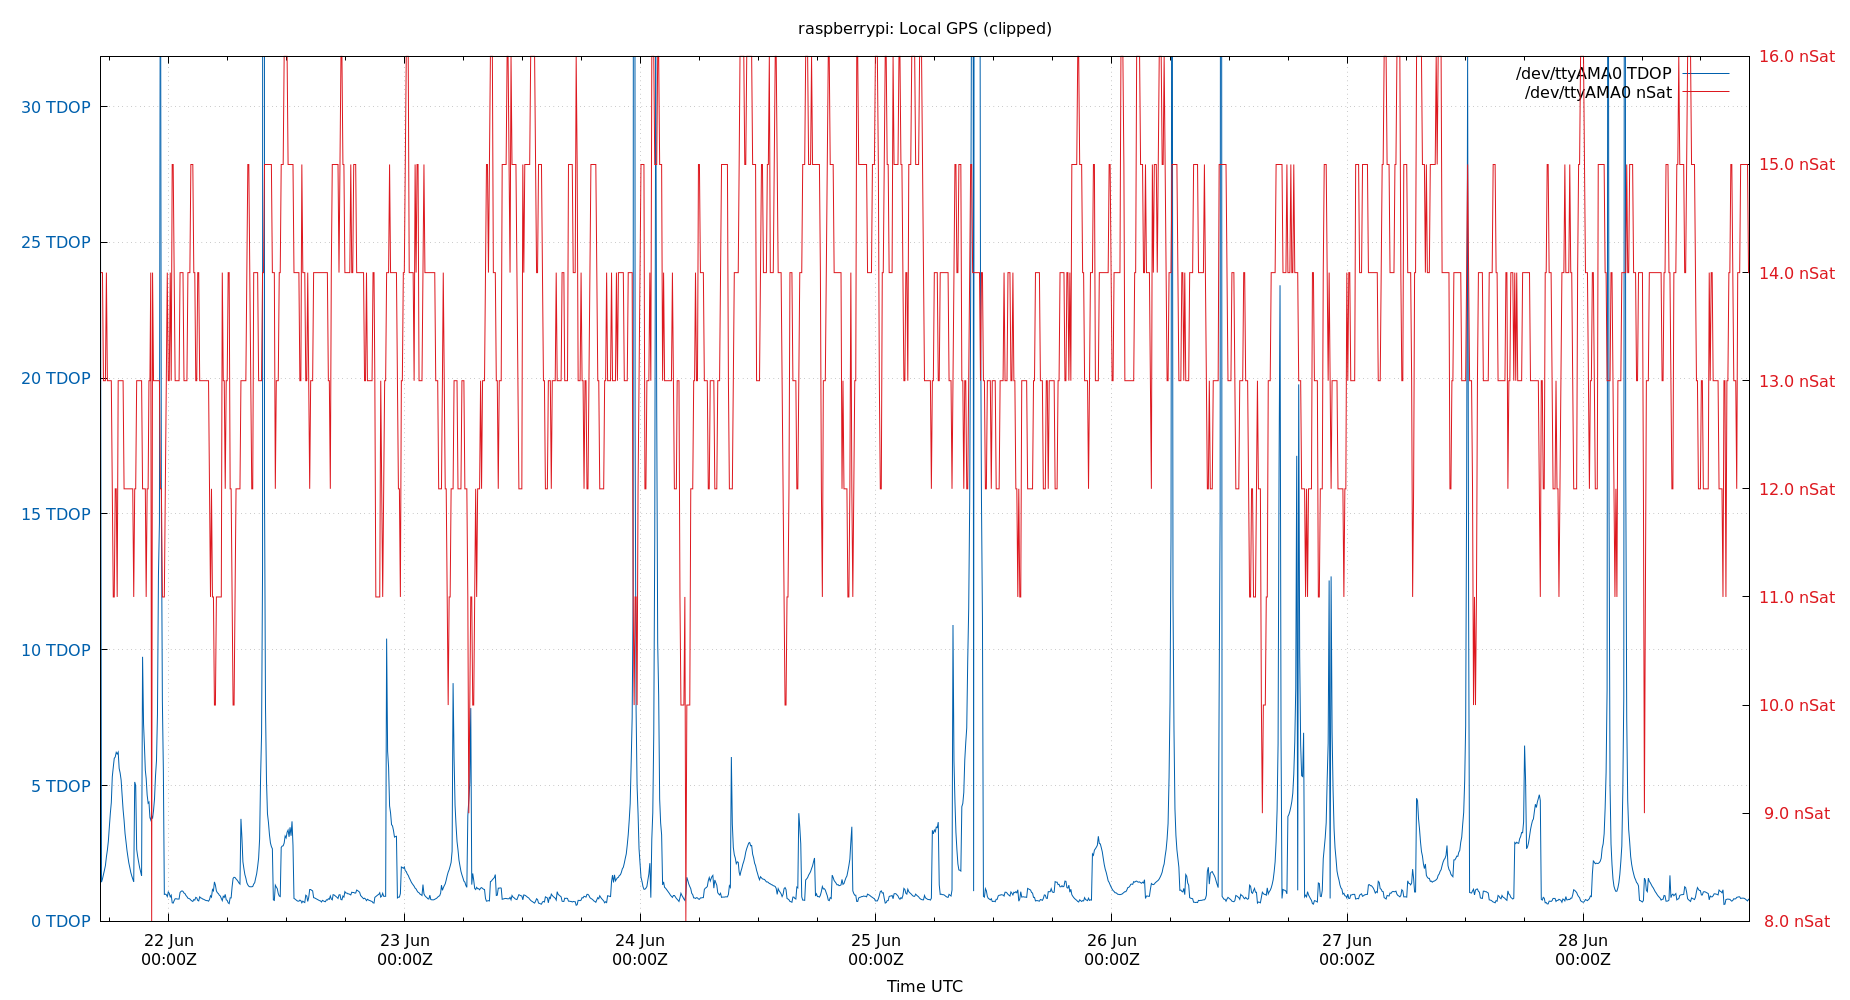 raspberrypi: Local GPS (clipped)
30 TDOP
25 TDOP
20 TDOP
15 TDOP
10 TDOP
5 TDOP
0 TDOP
16.0 nSat
15.0 nSat
14.0 nSat
13.0 nSat
12.0 nSat
11.0 nSat
10.0 nSat
9.0 nSat
8.0 nSat
/dev/ttyAMA0 TDOP
/dev/ttyAMA0 nSat
22 Jun
00:00Z
23 Jun
00:00Z
24 Jun
00:00Z
25 Jun
00:00Z
26 Jun
00:00Z
27 Jun
00:00Z
28 Jun
00:00Z
Time UTC